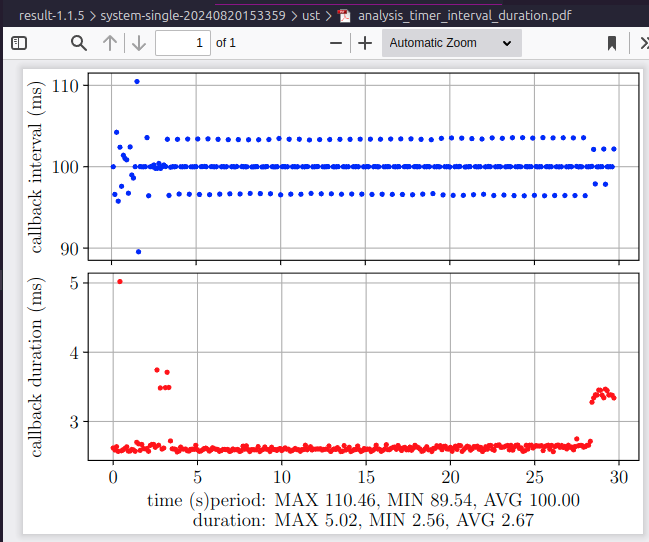 result-1.1.5 > system-single-20240820153359 > ust > analysis_timer_interval_duration.pdf
1 of 1 − + Automatic Zoom
callback interval (ms)
110
100
90
callback duration (ms)
5
4
3
0 5 10 15 20 25 30
time (s)period: MAX 110.46, MIN 89.54, AVG 100.00
duration: MAX 5.02, MIN 2.56, AVG 2.67